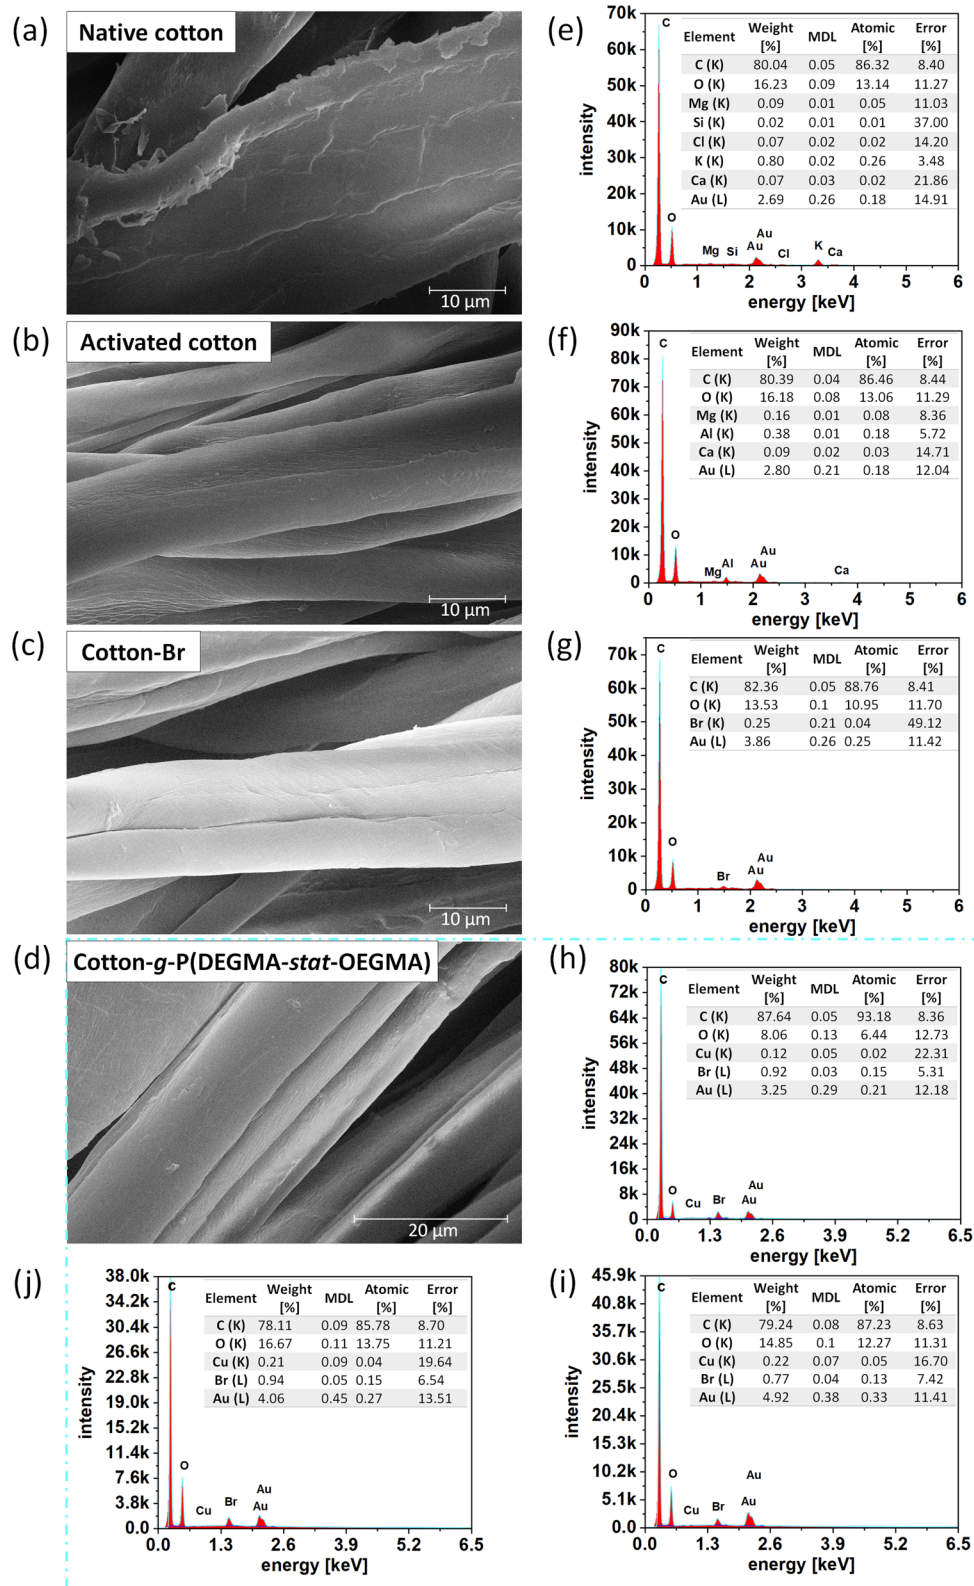 (a)
Native cotton
10 µm
(e)
70k
60k
50k
40k
30k
20k
10k
0
intensity
C
O
Mg
Si
Au
Au
Cl
K
Ca
Element Weight [%] MDL Atomic [%] Error [%]
C (K) 80.04 0.05 86.32 8.40
O (K) 16.23 0.09 13.14 11.27
Mg (K) 0.09 0.01 0.05 11.03
Si (K) 0.02 0.01 0.01 37.00
Cl (K) 0.07 0.02 0.02 14.20
K (K) 0.80 0.02 0.26 3.48
Ca (K) 0.07 0.03 0.02 21.86
Au (L) 2.69 0.26 0.18 14.91
0 1 2 3 4 5 6
energy [keV]
(b)
Activated cotton
10 µm
(f)
90k
80k
70k
60k
50k
40k
30k
20k
10k
0
intensity
C
O
Mg
Al
Au
Au
Ca
Element Weight [%] MDL Atomic [%] Error [%]
C (K) 80.39 0.04 86.46 8.44
O (K) 16.18 0.08 13.06 11.29
Mg (K) 0.16 0.01 0.08 8.36
Al (K) 0.38 0.01 0.18 5.72
Ca (K) 0.09 0.02 0.03 14.71
Au (L) 2.80 0.21 0.18 12.04
0 1 2 3 4 5 6
energy [keV]
(c)
Cotton-Br
10 µm
(g)
70k
60k
50k
40k
30k
20k
10k
0
intensity
C
O
Br
Au
Au
Element Weight [%] MDL Atomic [%] Error [%]
C (K) 82.36 0.05 88.76 8.41
O (K) 13.53 0.1 10.95 11.70
Br (K) 0.25 0.21 0.04 49.12
Au (L) 3.86 0.26 0.25 11.42
0 1 2 3 4 5 6
energy [keV]
(d)
Cotton-g-P(DEGMA-stat-OEGMA)
20 µm
(h)
80k
72k
64k
56k
48k
40k
32k
24k
16k
8k
0
intensity
C
O
Cu
Br
Au
Au
Element Weight [%] MDL Atomic [%] Error [%]
C (K) 87.64 0.05 93.18 8.36
O (K) 8.06 0.13 6.44 12.73
Cu (K) 0.12 0.05 0.02 22.31
Br (L) 0.92 0.03 0.15 5.31
Au (L) 3.25 0.29 0.21 12.18
0.0 1.3 2.6 3.9 5.2 6.5
energy [keV]
(j)
38.0k
34.2k
30.4k
26.6k
22.8k
19.0k
15.2k
11.4k
7.6k
3.8k
0.0
intensity
C
O
Cu
Br
Au
Au
Element Weight [%] MDL Atomic [%] Error [%]
C (K) 78.11 0.09 85.78 8.70
O (K) 16.67 0.11 13.75 11.21
Cu (K) 0.21 0.09 0.04 19.64
Br (L) 0.94 0.05 0.15 6.54
Au (L) 4.06 0.45 0.27 13.51
0.0 1.3 2.6 3.9 5.2 6.5
energy [keV]
(i)
45.9k
40.8k
35.7k
30.6k
25.5k
20.4k
15.3k
10.2k
5.1k
0.0
intensity
C
O
Cu
Br
Au
Au
Element Weight [%] MDL Atomic [%] Error [%]
C (K) 79.24 0.08 87.23 8.63
O (K) 14.85 0.1 12.27 11.31
Cu (K) 0.22 0.07 0.05 16.70
Br (L) 0.77 0.04 0.13 7.42
Au (L) 4.92 0.38 0.33 11.41
0.0 1.3 2.6 3.9 5.2 6.5
energy [keV]